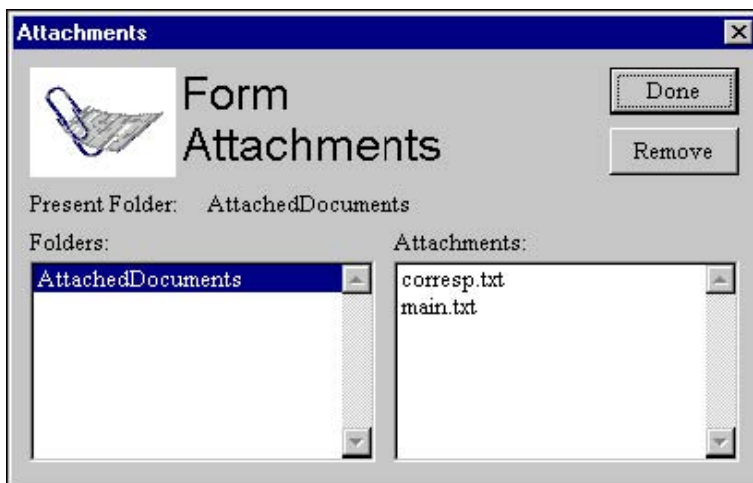 Attachments
Form
Attachments
Done
Remove
Present Folder: AttachedDocuments
Folders:
Attachments:
AttachedDocuments
corresp.txt
main.txt